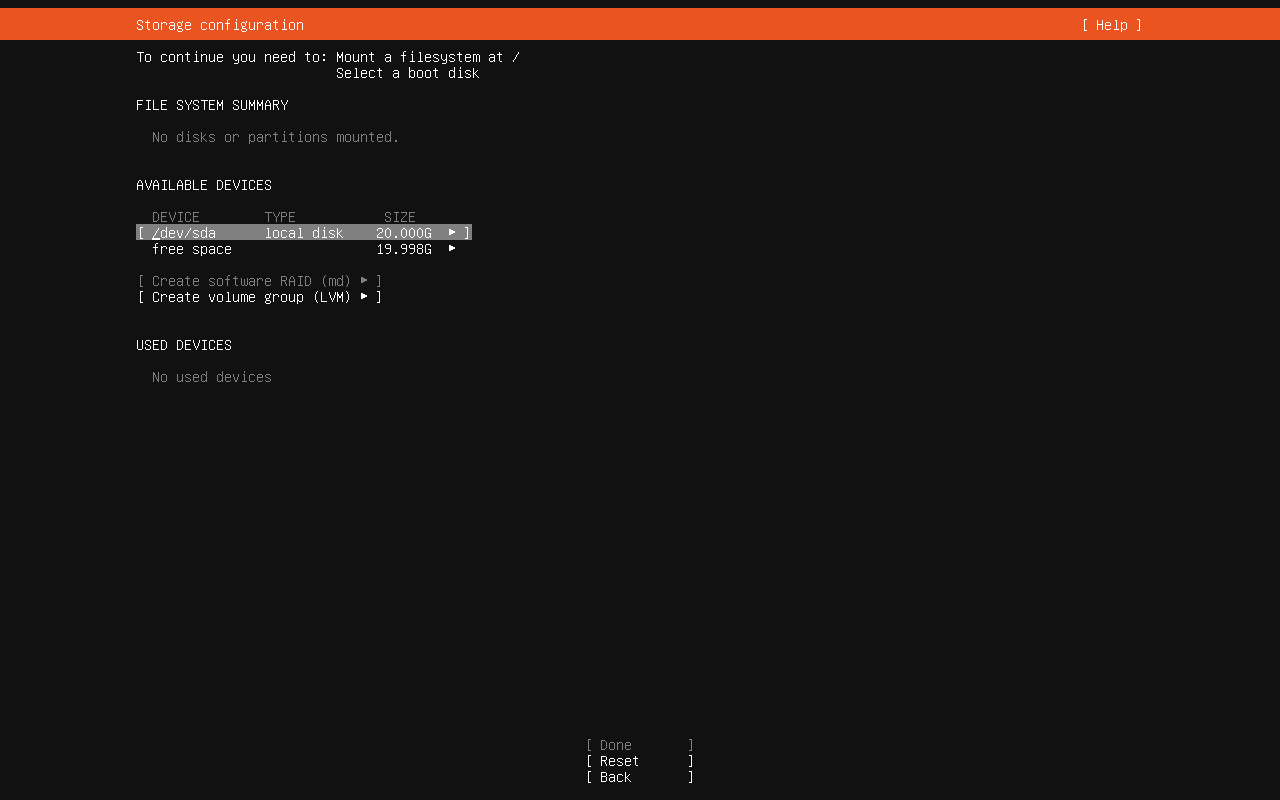 Storage configuration [ Help ]
To continue you need to: Mount a filesystem at /
Select a boot disk
FILE SYSTEM SUMMARY
No disks or partitions mounted.
AVAILABLE DEVICES
DEVICE TYPE SIZE
[ /dev/sda local disk 20.000G ► ]
free space 19.998G ►
[ Create software RAID (md) ► ]
[ Create volume group (LVM) ► ]
USED DEVICES
No used devices
[ Done ]
[ Reset ]
[ Back ]